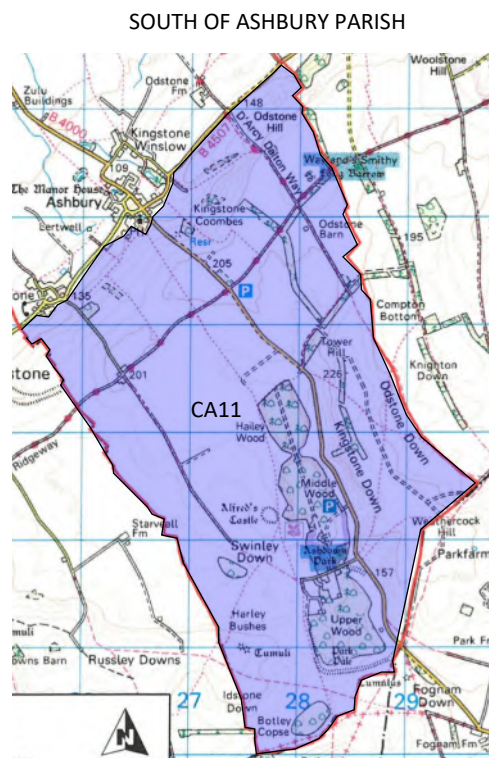 SOUTH OF ASHBURY PARISH
Woolstone
Hill
Odstone
Fm
Zulu
Buildings
148
Odstone
Hill
B 4000
Kingstone
Winslow
B 4507
D'Arcy Dalton Way
Wayland's Smithy
Long Barrow
109
The Manor House
Ashbury
Kingstone
Coombes
Lertwell
Resr
Odstone
Barn
195
205
P
135
Compton
Bottom
Tower
Hill
201
226
Knighton
Down
stone
CA11
Odstone Down
Hailey
Wood
Kingstone Down
Ridgeway
Middle
Wood
P
Alfred's
Castle
Weathercock
Hill
Starveall
Fm
Swinley
Down
Ashdown
Park
Parkfarm
157
Harley
Bushes
Upper
Wood
umuli
Tumuli
Park
Pale
Park Fm
wns Barn
Russley Downs
Tumulus
27
28
29
Idstone
Down
Fognam
Down
Botley
Copse
N
Fognam Fm